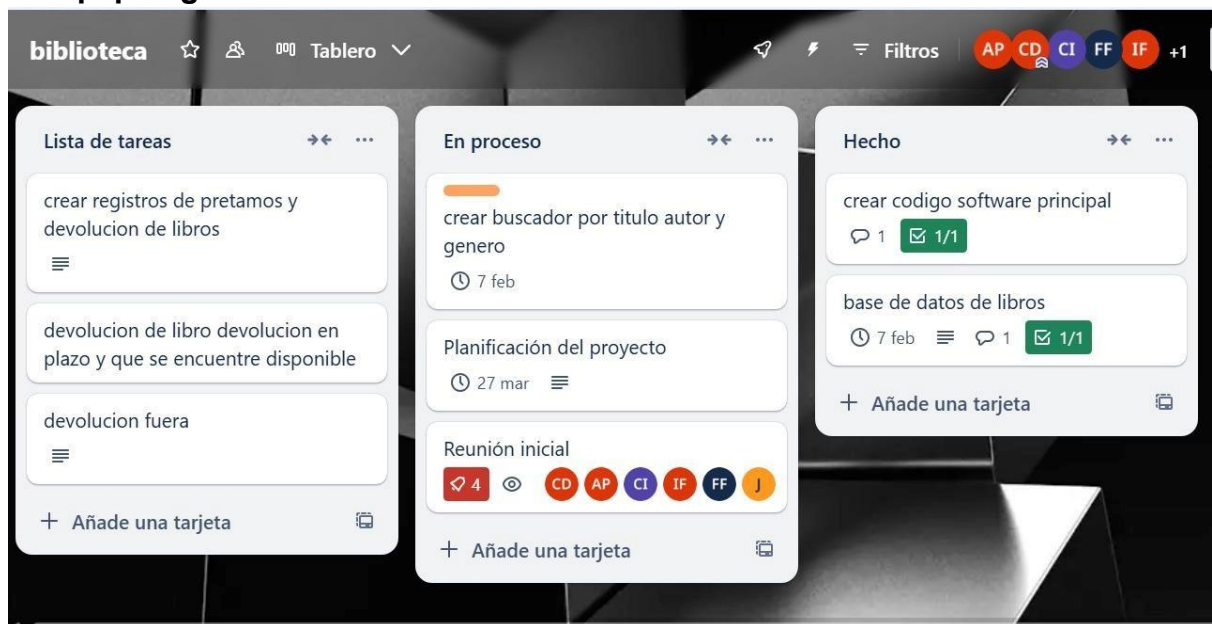 biblioteca Tablero Filtros AP CD CI FF IF +1
Lista de tareas
crear registros de pretamos y
devolucion de libros
devolucion de libro devolucion en
plazo y que se encuentre disponible
devolucion fuera
+ Añade una tarjeta
En proceso
crear buscador por titulo autor y
genero
7 feb
Planificación del proyecto
27 mar
Reunión inicial
4 CD AP CI IF FF J
+ Añade una tarjeta
Hecho
crear codigo software principal
1 1/1
base de datos de libros
7 feb 1 1/1
+ Añade una tarjeta